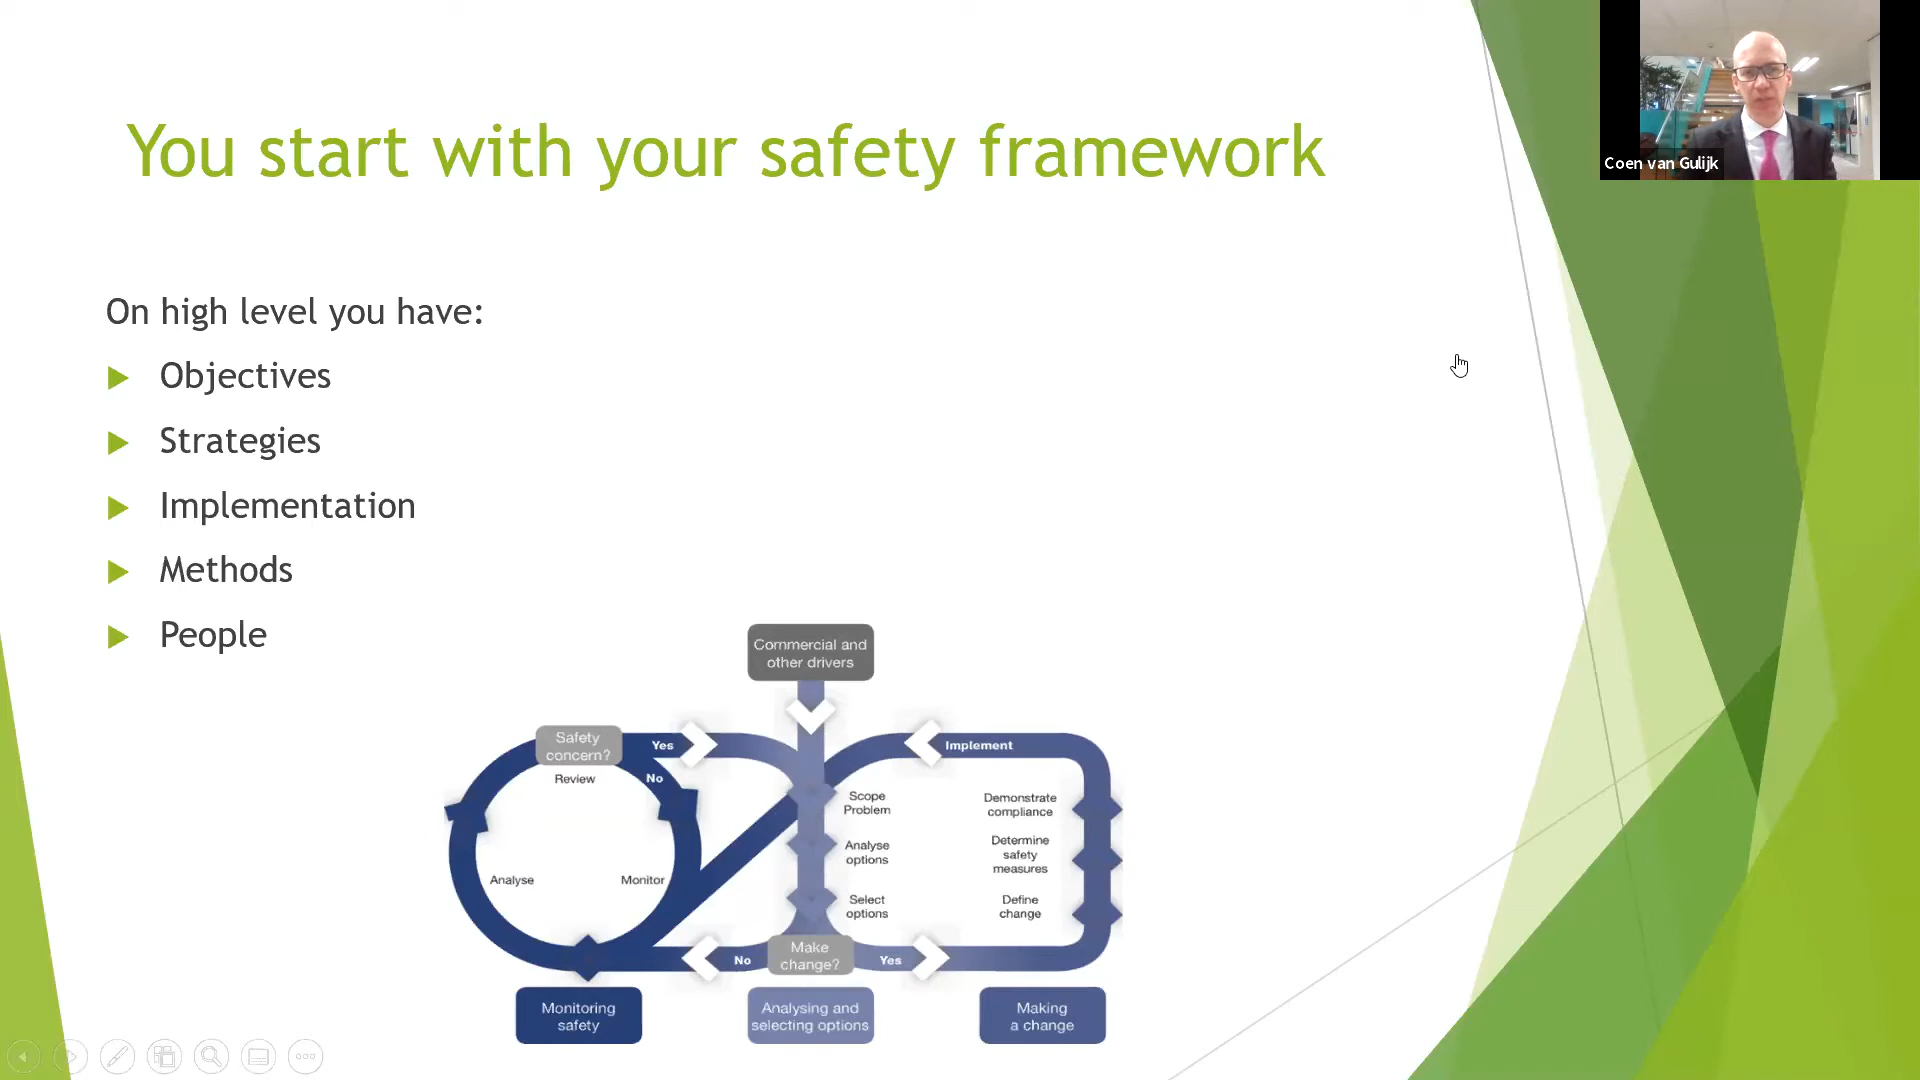 You start with your safety framework
Coen van Gulijk
On high level you have:
Objectives
Strategies
Implementation
Methods
People
Commercial and
other drivers
Safety
concern?
Yes
Implement
Review
No
Scope
Problem
Demonstrate
compliance
Analyse
options
Determine
safety
measures
Analyse
Monitor
Select
options
Define
change
Make
change?
No
Yes
Monitoring
safety
Analysing and
selecting options
Making
a change